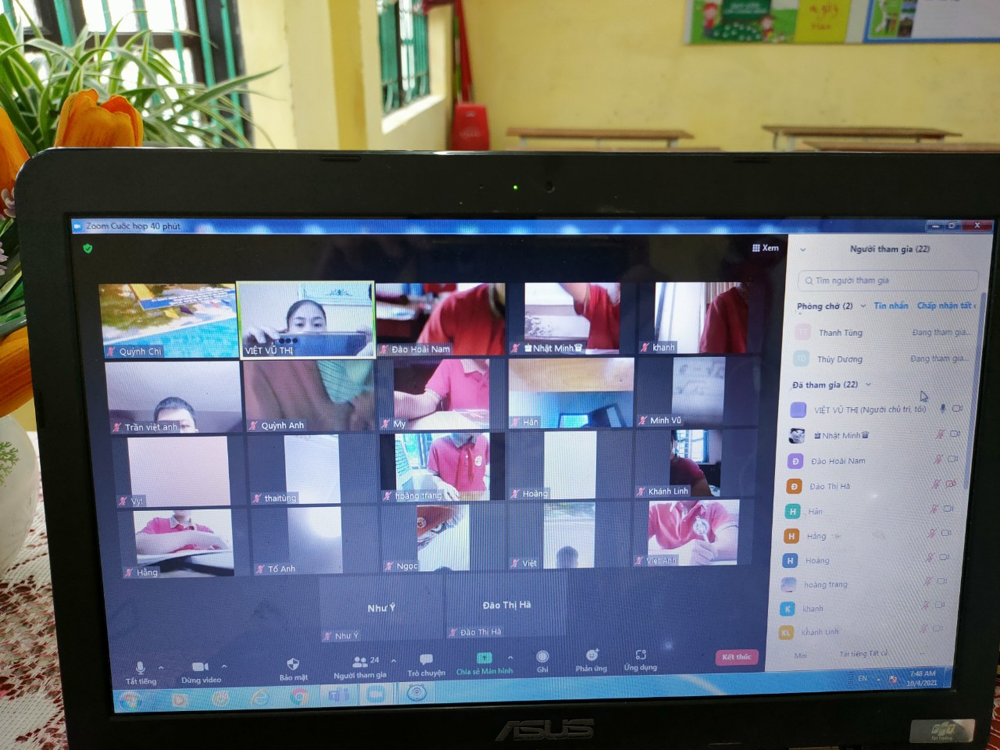 Zoom Cuộc họp 40 phút
Xem
Người tham gia (22)
Tìm người tham gia
Phòng chờ (2)
Tin nhắn
Chấp nhận tất
Thanh Tùng
Đang tham gia...
Thùy Dương
Đang tham gia...
Đã tham gia (22)
VIỆT VŨ THỊ (Người chủ trì, tôi)
Nhật Minh
Đào Hoài Nam
Đào Thị Hà
Hân
Hằng
Hoàng
hoàng trang
khanh
KL
Khánh Linh
Mời
Tắt tiếng Tất cả
Quỳnh Chi
VIỆT VŨ THỊ
Đào Hoài Nam
Nhật Minh
khanh
Trần việt anh
Quỳnh Anh
My
Hân
Minh Vũ
Vy!
thaitùng
hoàng trang
Hoàng
Khánh Linh
Hằng
Tố Anh
Ngọc
Việt
Việt Anh
Như Ý
Như Ý
Đào Thị Hà
Đào Thị Hà
Tắt tiếng
Dừng video
Bảo mật
24
Người tham gia
Trò chuyện
Chia sẻ Màn hình
Ghi
Phản ứng
Ứng dụng
Kết thúc
EN
7:48 AM
10/4/2021
ASUS